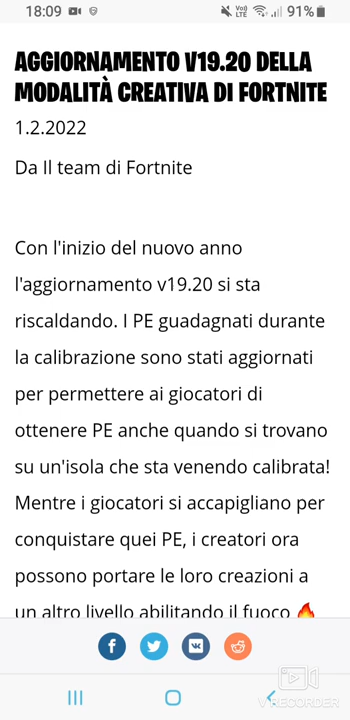 18:09 Vo)) LTE 91%
AGGIORNAMENTO V19.20 DELLA
MODALITÀ CREATIVA DI FORTNITE
1.2.2022
Da Il team di Fortnite
Con l'inizio del nuovo anno
l'aggiornamento v19.20 si sta
riscaldando. I PE guadagnati durante
la calibrazione sono stati aggiornati
per permettere ai giocatori di
ottenere PE anche quando si trovano
su un'isola che sta venendo calibrata!
Mentre i giocatori si accapigliano per
conquistare quei PE, i creatori ora
possono portare le loro creazioni a
un altro livello abilitando il fuoco 🔥
VRECORDER